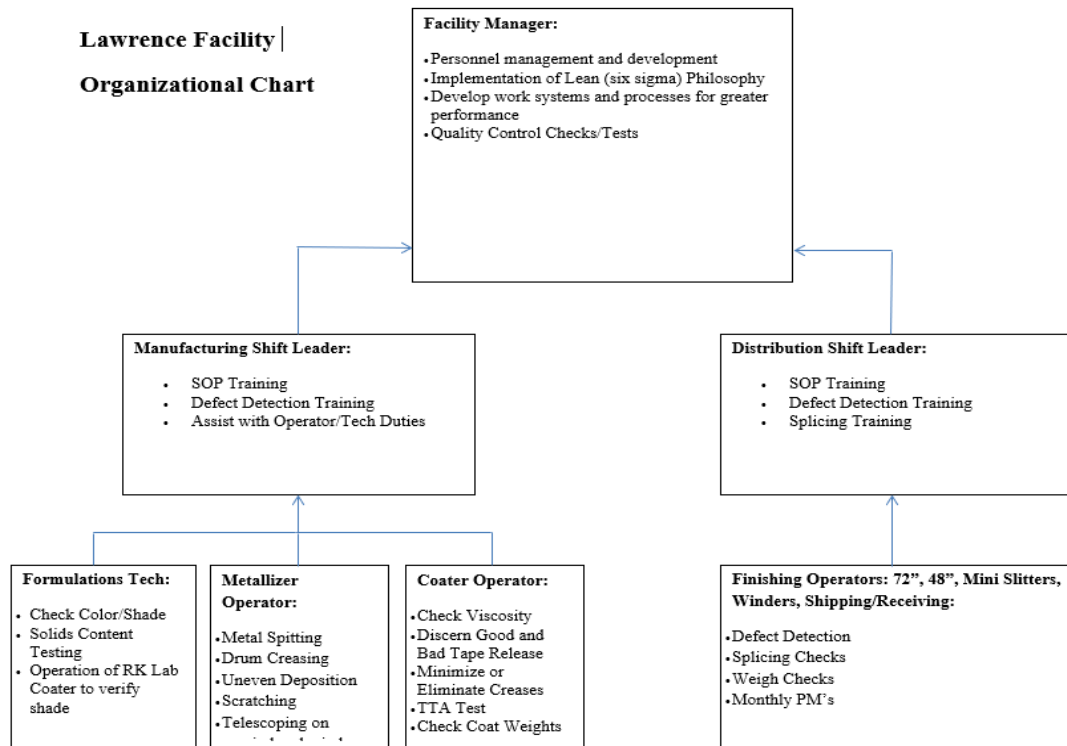 Lawrence Facility
Organizational Chart
Facility Manager:
•Personnel management and development
•Implementation of Lean (six sigma) Philosophy
•Develop work systems and processes for greater
performance
•Quality Control Checks/Tests
Manufacturing Shift Leader:
• SOP Training
• Defect Detection Training
• Assist with Operator/Tech Duties
Distribution Shift Leader:
• SOP Training
• Defect Detection Training
• Splicing Training
Formulations Tech:
• Check Color/Shade
• Solids Content
Testing
• Operation of RK Lab
Coater to verify
shade
Metallizer
Operator:
•Metal Spitting
•Drum Creasing
•Uneven Deposition
•Scratching
•Telescoping on
Coater Operator:
•Check Viscosity
•Discern Good and
Bad Tape Release
•Minimize or
Eliminate Creases
•TTA Test
•Check Coat Weights
Finishing Operators: 72”, 48”, Mini Slitters,
Winders, Shipping/Receiving:
•Defect Detection
•Splicing Checks
•Weigh Checks
•Monthly PM’s